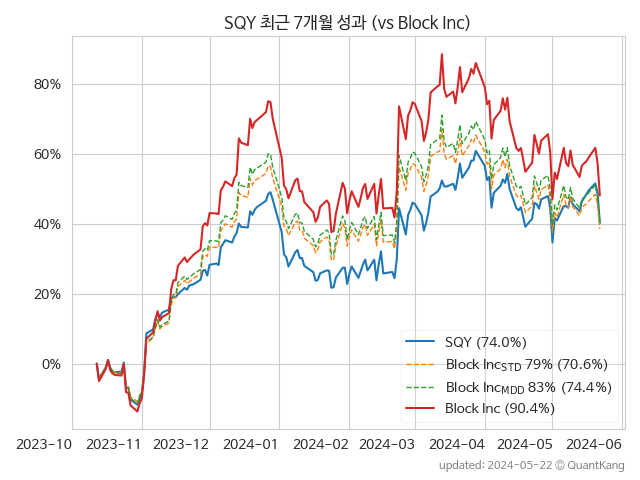 SQY 최근 7개월 성과 (vs Block Inc)
80%
60%
40%
20%
0%
SQY (74.0%)
Block Inc_STD 79% (70.6%)
Block Inc_MDD 83% (74.4%)
Block Inc (90.4%)
2023-10 2023-11 2023-12 2024-01 2024-02 2024-03 2024-04 2024-05 2024-06
updated: 2024-05-22 © QuantKang